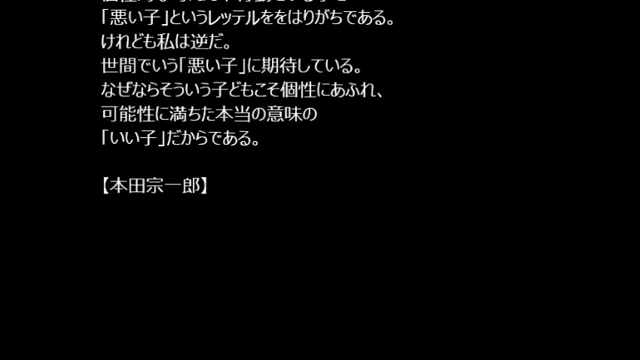 「悪い子」というレッテルををはりがちである。
けれども私は逆だ。
世間でいう「悪い子」に期待している。
なぜならそういう子どもこそ個性にあふれ、
可能性に満ちた本当の意味の
「いい子」だからである。
【本田宗一郎】